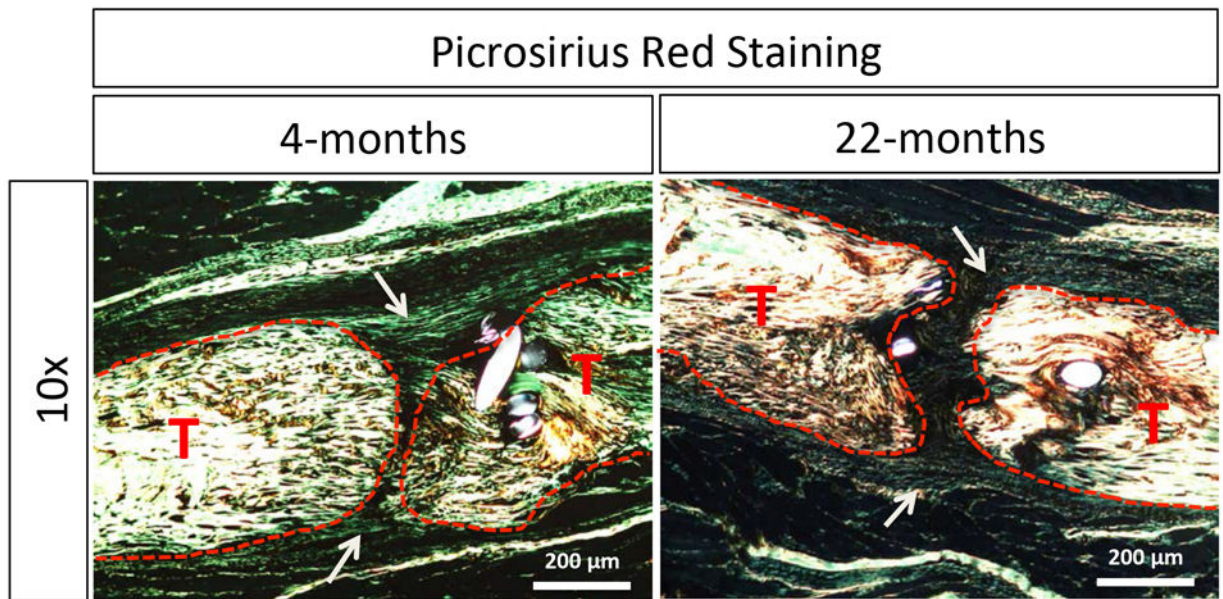 Picrosirius Red Staining
4-months
22-months
10x
T
T
200 µm
T
T
200 µm